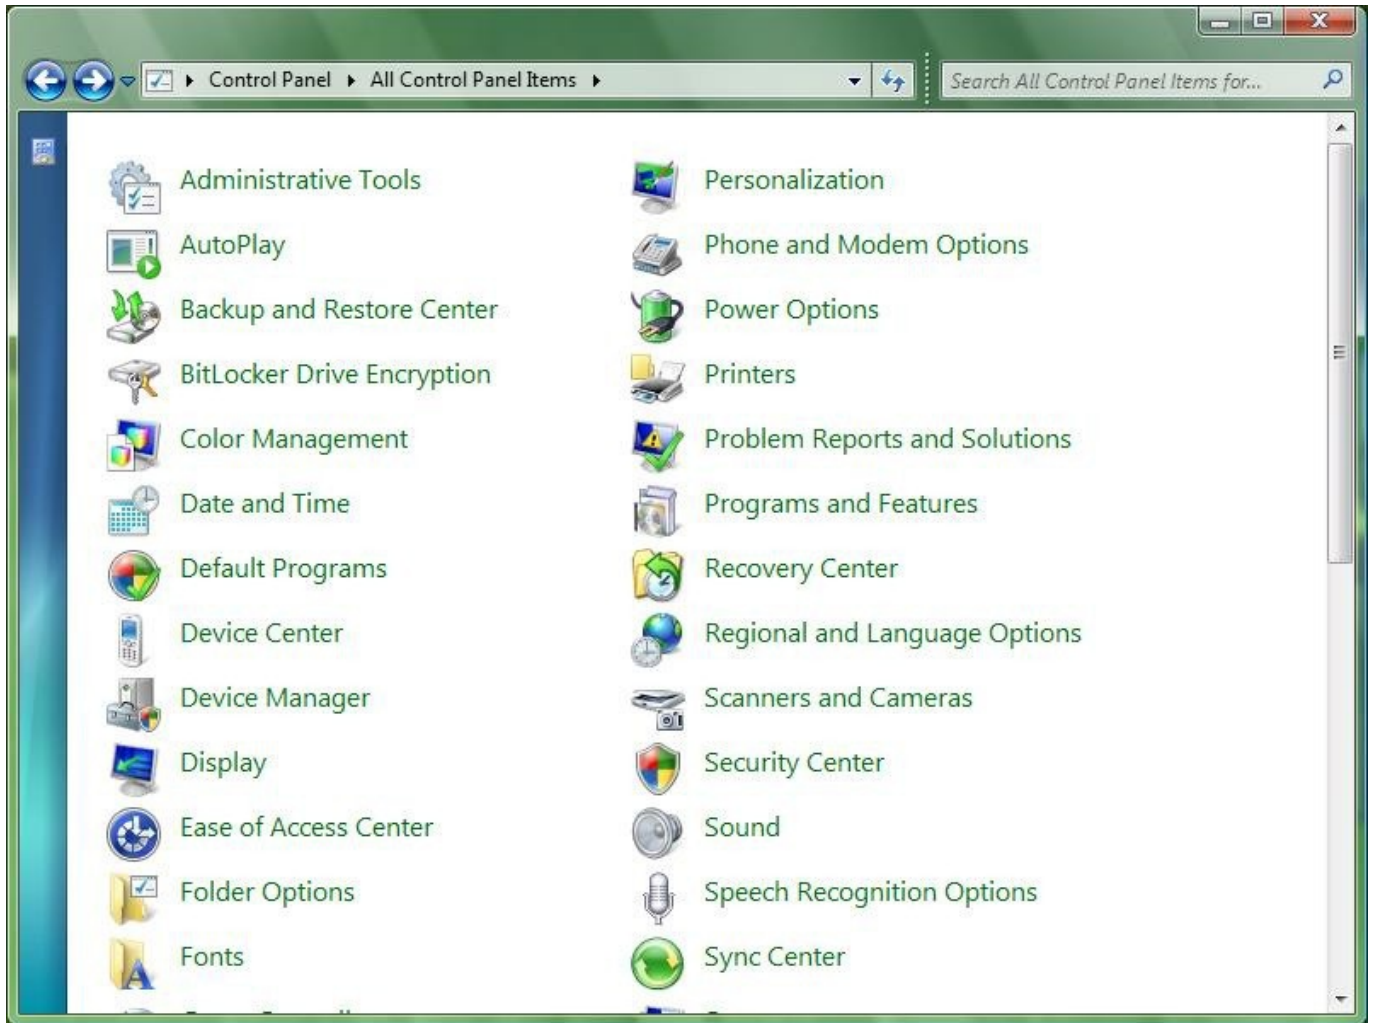 Control Panel All Control Panel Items
Search All Control Panel Items for...
Administrative Tools
AutoPlay
Backup and Restore Center
BitLocker Drive Encryption
Color Management
Date and Time
Default Programs
Device Center
Device Manager
Display
Ease of Access Center
Folder Options
Fonts
Personalization
Phone and Modem Options
Power Options
Printers
Problem Reports and Solutions
Programs and Features
Recovery Center
Regional and Language Options
Scanners and Cameras
Security Center
Sound
Speech Recognition Options
Sync Center